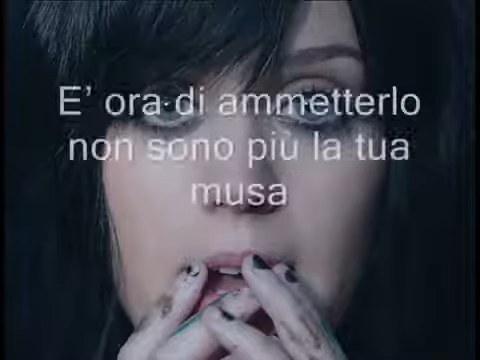 E’ ora di ammetterlo
non sono più la tua
musa